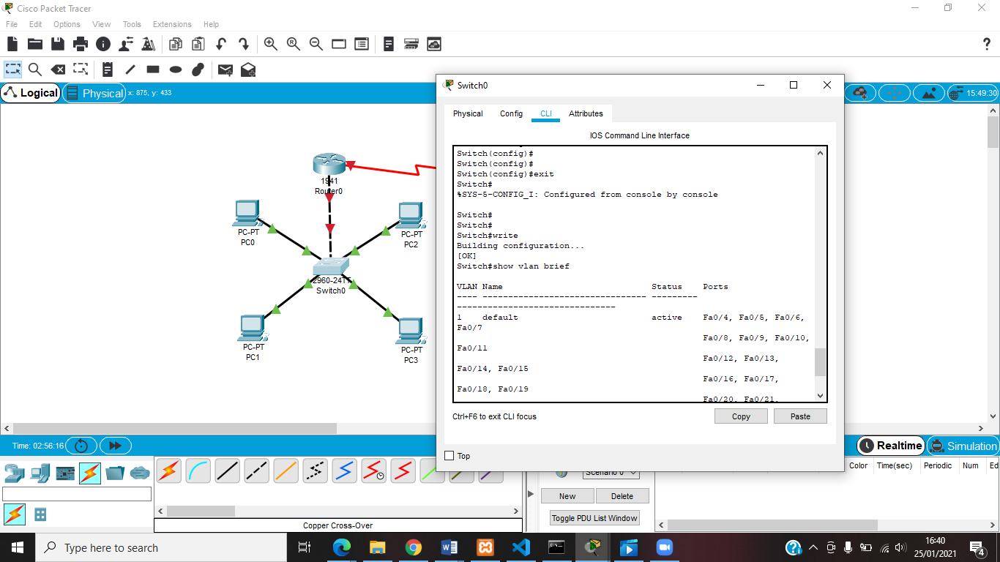 Cisco Packet Tracer
File Edit Options View Tools Extensions Help
Logical
Physical
x: 875, y: 433
15:49:30
1941
Router0
PC-PT
PC0
PC-PT
PC2
2960-24TT
Switch0
PC-PT
PC1
PC-PT
PC3
Switch0
Physical Config CLI Attributes
IOS Command Line Interface
Switch(config)#
Switch(config)#
Switch(config)#exit
Switch#
%SYS-5-CONFIG_I: Configured from console by console
Switch#
Switch#
Switch#write
Building configuration...
[OK]
Switch#show vlan brief
VLAN Name Status Ports
---- -------------------------------- ---------
-------------------------------
1 default active Fa0/4, Fa0/5, Fa0/6,
Fa0/7
Fa0/8, Fa0/9, Fa0/10,
Fa0/11
Fa0/12, Fa0/13,
Fa0/14, Fa0/15
Fa0/16, Fa0/17,
Fa0/18, Fa0/19
Fa0/20, Fa0/21,
Ctrl+F6 to exit CLI focus
Copy
Paste
Top
Time: 02:56:16
Realtime
Simulation
Scenario 0
New
Delete
Toggle PDU List Window
Color Time(sec) Periodic Num Ed
Copper Cross-Over
Type here to search
16:40
25/01/2021
4